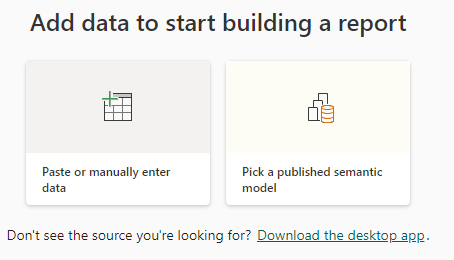 Add data to start building a report
Paste or manually enter
data
Pick a published semantic
model
Don't see the source you're looking for? Download the desktop app.